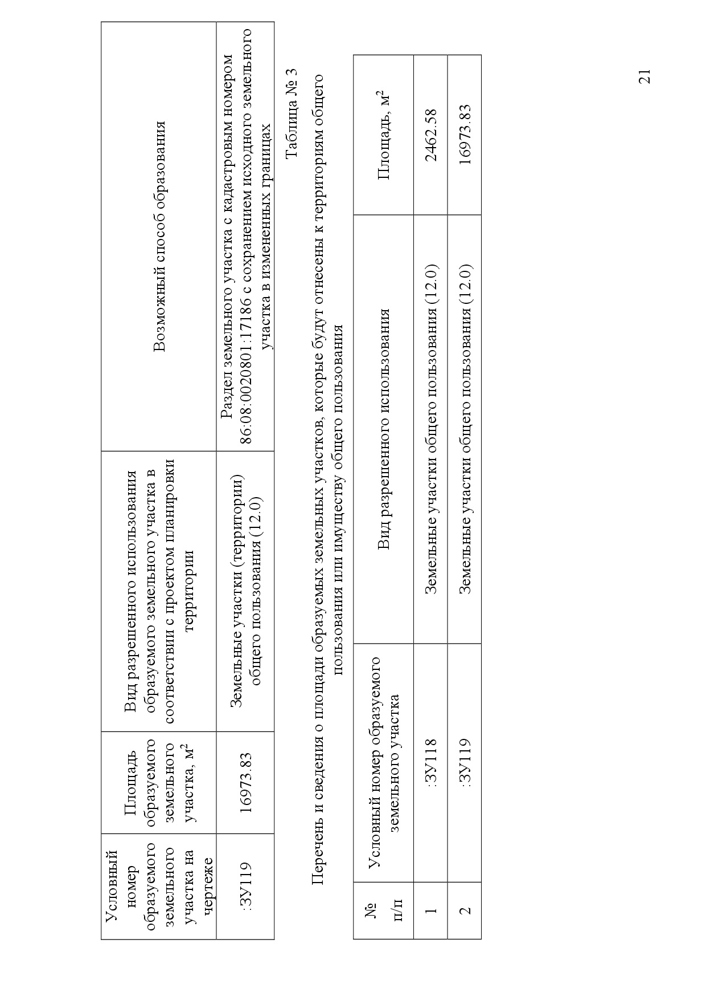 Условный
номер
образуемого
земельного
участка на
чертеже
Площадь
образуемого
земельного
участка, м²
Вид разрешенного использования
образуемого земельного участка в
соответствии с проектом планировки
территории
Возможный способ образования
:ЗУ119
16973.83
Земельные участки (территории)
общего пользования (12.0)
Раздел земельного участка с кадастровым номером
86:08:0020801:17186 с сохранением исходного земельного
участка в измененных границах
Таблица № 3
Перечень и сведения о площади образуемых земельных участков, которые будут отнесены к территориям общего
пользования или имуществу общего пользования
№
п/п
Условный номер образуемого
земельного участка
Вид разрешенного использования
Площадь, м²
1
:ЗУ118
Земельные участки общего пользования (12.0)
2462.58
2
:ЗУ119
Земельные участки общего пользования (12.0)
16973.83
21